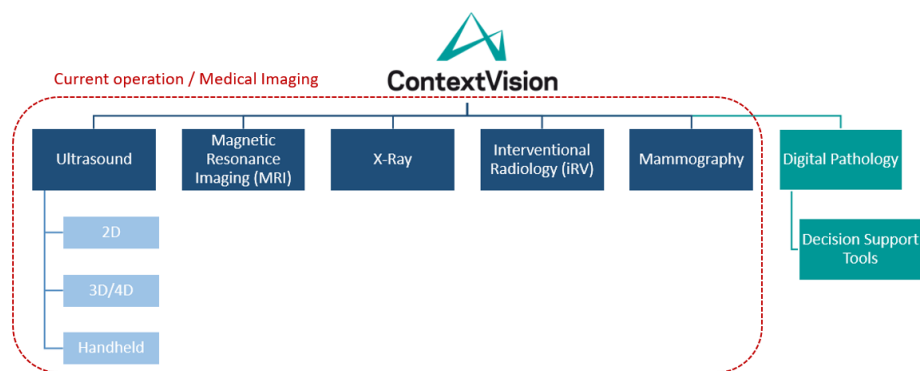 ContextVision
Current operation / Medical Imaging
Ultrasound
Magnetic
Resonance
Imaging (MRI)
X-Ray
Interventional
Radiology (iRV)
Mammography
Digital Pathology
2D
3D/4D
Handheld
Decision Support
Tools